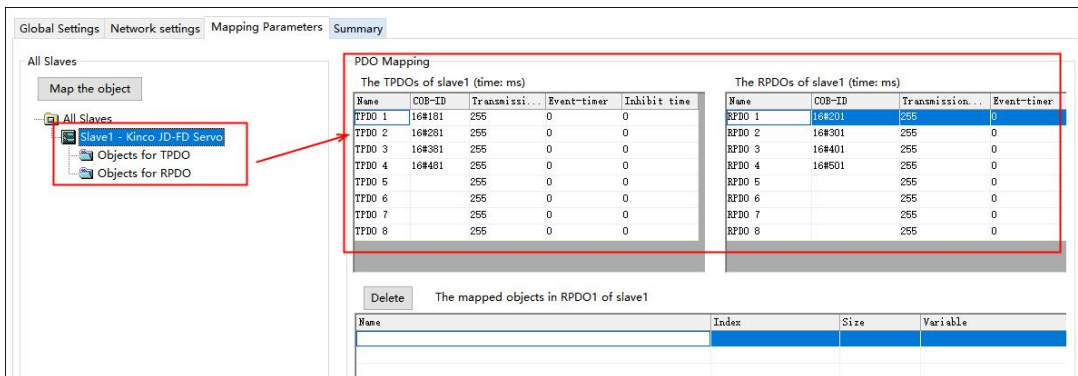 Global Settings Network settings Mapping Parameters Summary
All Slaves
Map the object
All Slaves
Slave1 - Kinco JD-FD Servo
Objects for TPDO
Objects for RPDO
PDO Mapping
The TPDOs of slave1 (time: ms)
Name COB-ID Transmissi... Event-timer Inhibit time
TPDO 1 16#181 255 0 0
TPDO 2 16#281 255 0 0
TPDO 3 16#381 255 0 0
TPDO 4 16#481 255 0 0
TPDO 5 255 0 0
TPDO 6 255 0 0
TPDO 7 255 0 0
TPDO 8 255 0 0
The RPDOs of slave1 (time: ms)
Name COB-ID Transmission... Event-timer
RPDO 1 16#201 255 0
RPDO 2 16#301 255 0
RPDO 3 16#401 255 0
RPDO 4 16#501 255 0
RPDO 5 255 0
RPDO 6 255 0
RPDO 7 255 0
RPDO 8 255 0
Delete The mapped objects in RPDO1 of slave1
Name Index Size Variable